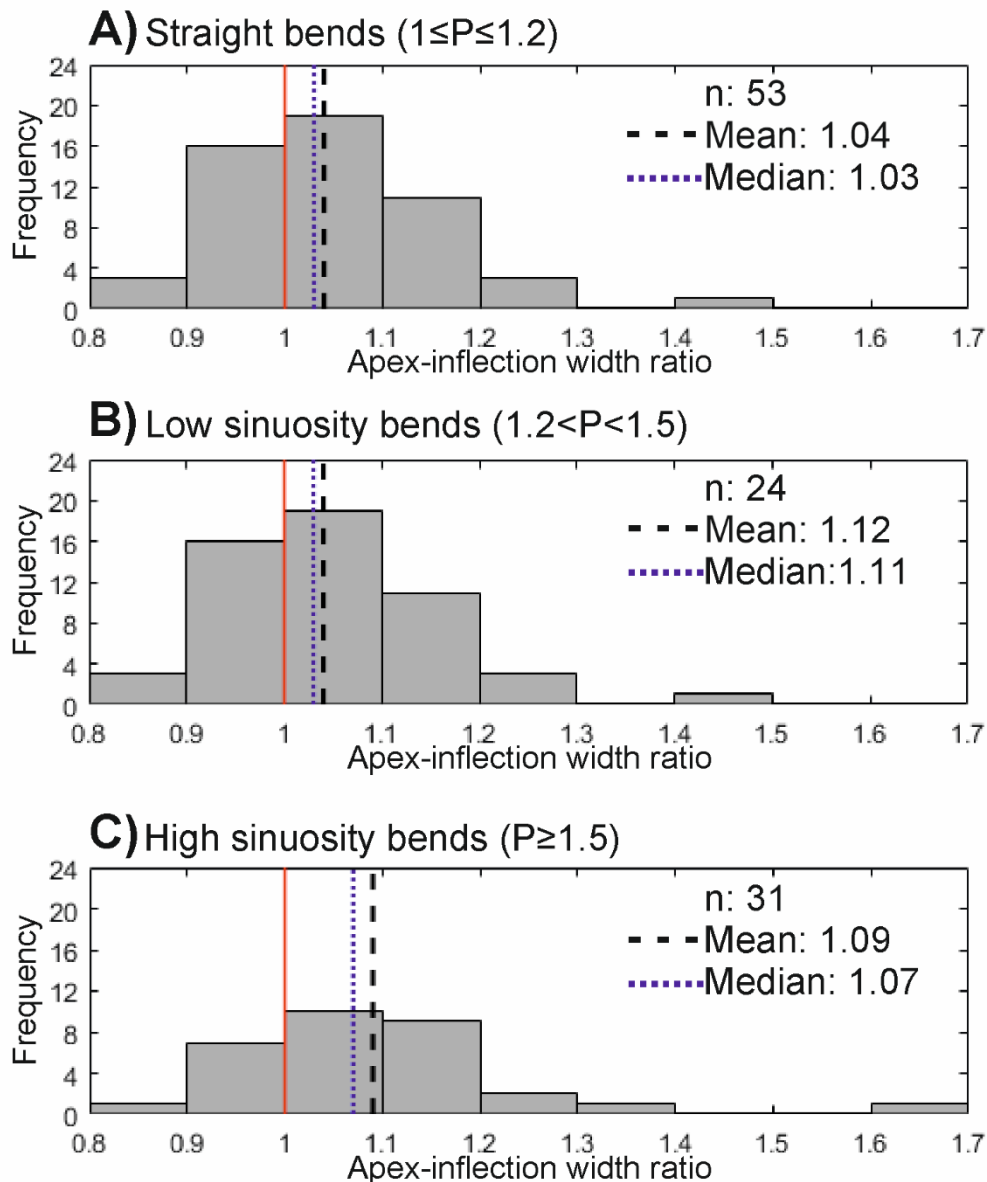 A) Straight bends (1≤P≤1.2)
24
20
16
12
8
4
0
Frequency
n: 53
Mean: 1.04
Median: 1.03
0.8 0.9 1 1.1 1.2 1.3 1.4 1.5 1.6 1.7
Apex-inflection width ratio
B) Low sinuosity bends (1.2<P<1.5)
24
20
16
12
8
4
0
Frequency
n: 24
Mean: 1.12
Median:1.11
0.8 0.9 1 1.1 1.2 1.3 1.4 1.5 1.6 1.7
Apex-inflection width ratio
C) High sinuosity bends (P≥1.5)
24
20
16
12
8
4
0
Frequency
n: 31
Mean: 1.09
Median: 1.07
0.8 0.9 1 1.1 1.2 1.3 1.4 1.5 1.6 1.7
Apex-inflection width ratio